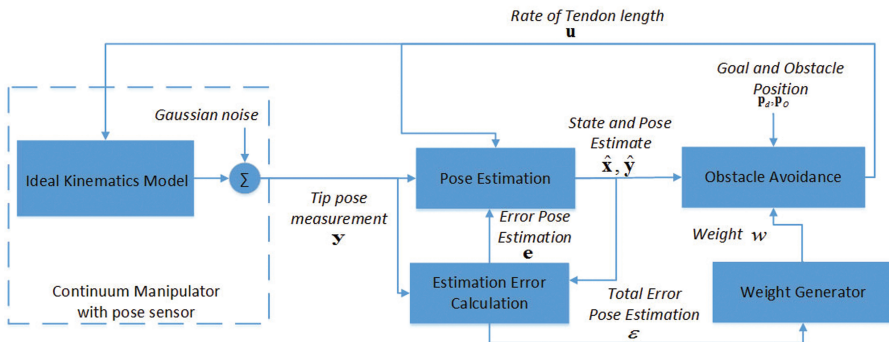 Rate of Tendon length
u
Goal and Obstacle
Position
p_d, p_o
Gaussian noise
State and Pose
Estimate
x̂, ŷ
Ideal Kinematics Model
Σ
Pose Estimation
Obstacle Avoidance
Tip pose
measurement
y
Error Pose
Estimation
e
Weight w
Continuum Manipulator
with pose sensor
Estimation Error
Calculation
Total Error
Pose Estimation
ε
Weight Generator